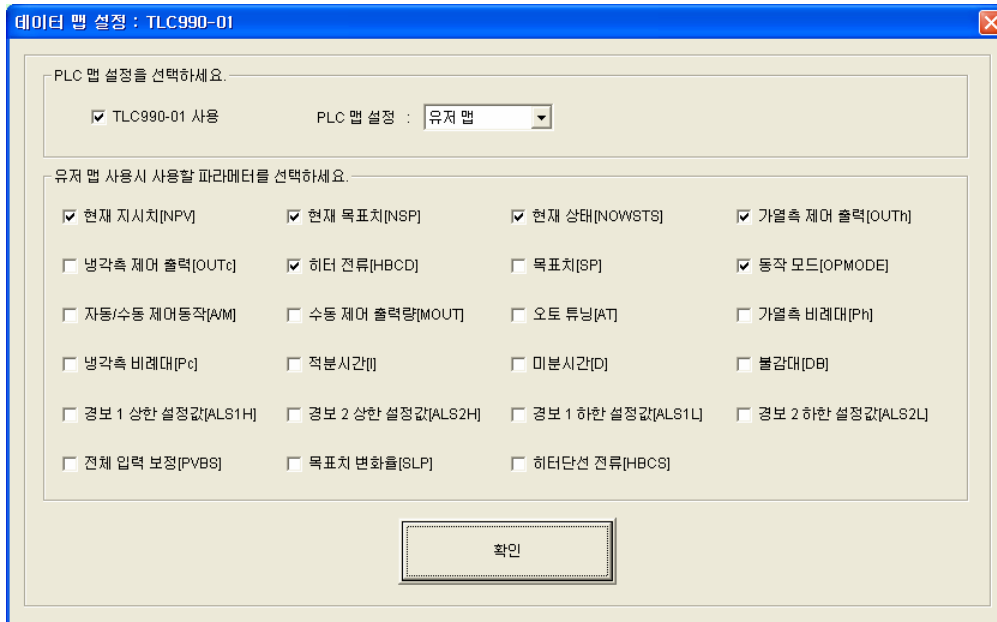 데이터 맵 설정 : TLC990-01
PLC 맵 설정을 선택하세요.
TLC990-01 사용 PLC 맵 설정 : 유저 맵
유저 맵 사용시 사용할 파라메터를 선택하세요.
현재 지시치[NPV] 현재 목표치[NSP] 현재 상태[NOWSTS] 가열측 제어 출력[OUTh]
냉각측 제어 출력[OUTc] 히터 전류[HBCD] 목표치[SP] 동작 모드[OPMODE]
자동/수동 제어동작[A/M] 수동 제어 출력량[MOUT] 오토 튜닝[AT] 가열측 비례대[Ph]
냉각측 비례대[Pc] 적분시간[I] 미분시간[D] 불감대[DB]
경보 1 상한 설정값[ALS1H] 경보 2 상한 설정값[ALS2H] 경보 1 하한 설정값[ALS1L] 경보 2 하한 설정값[ALS2L]
전체 입력 보정[PVBS] 목표치 변화율[SLP] 히터단선 전류[HBCS]
확인